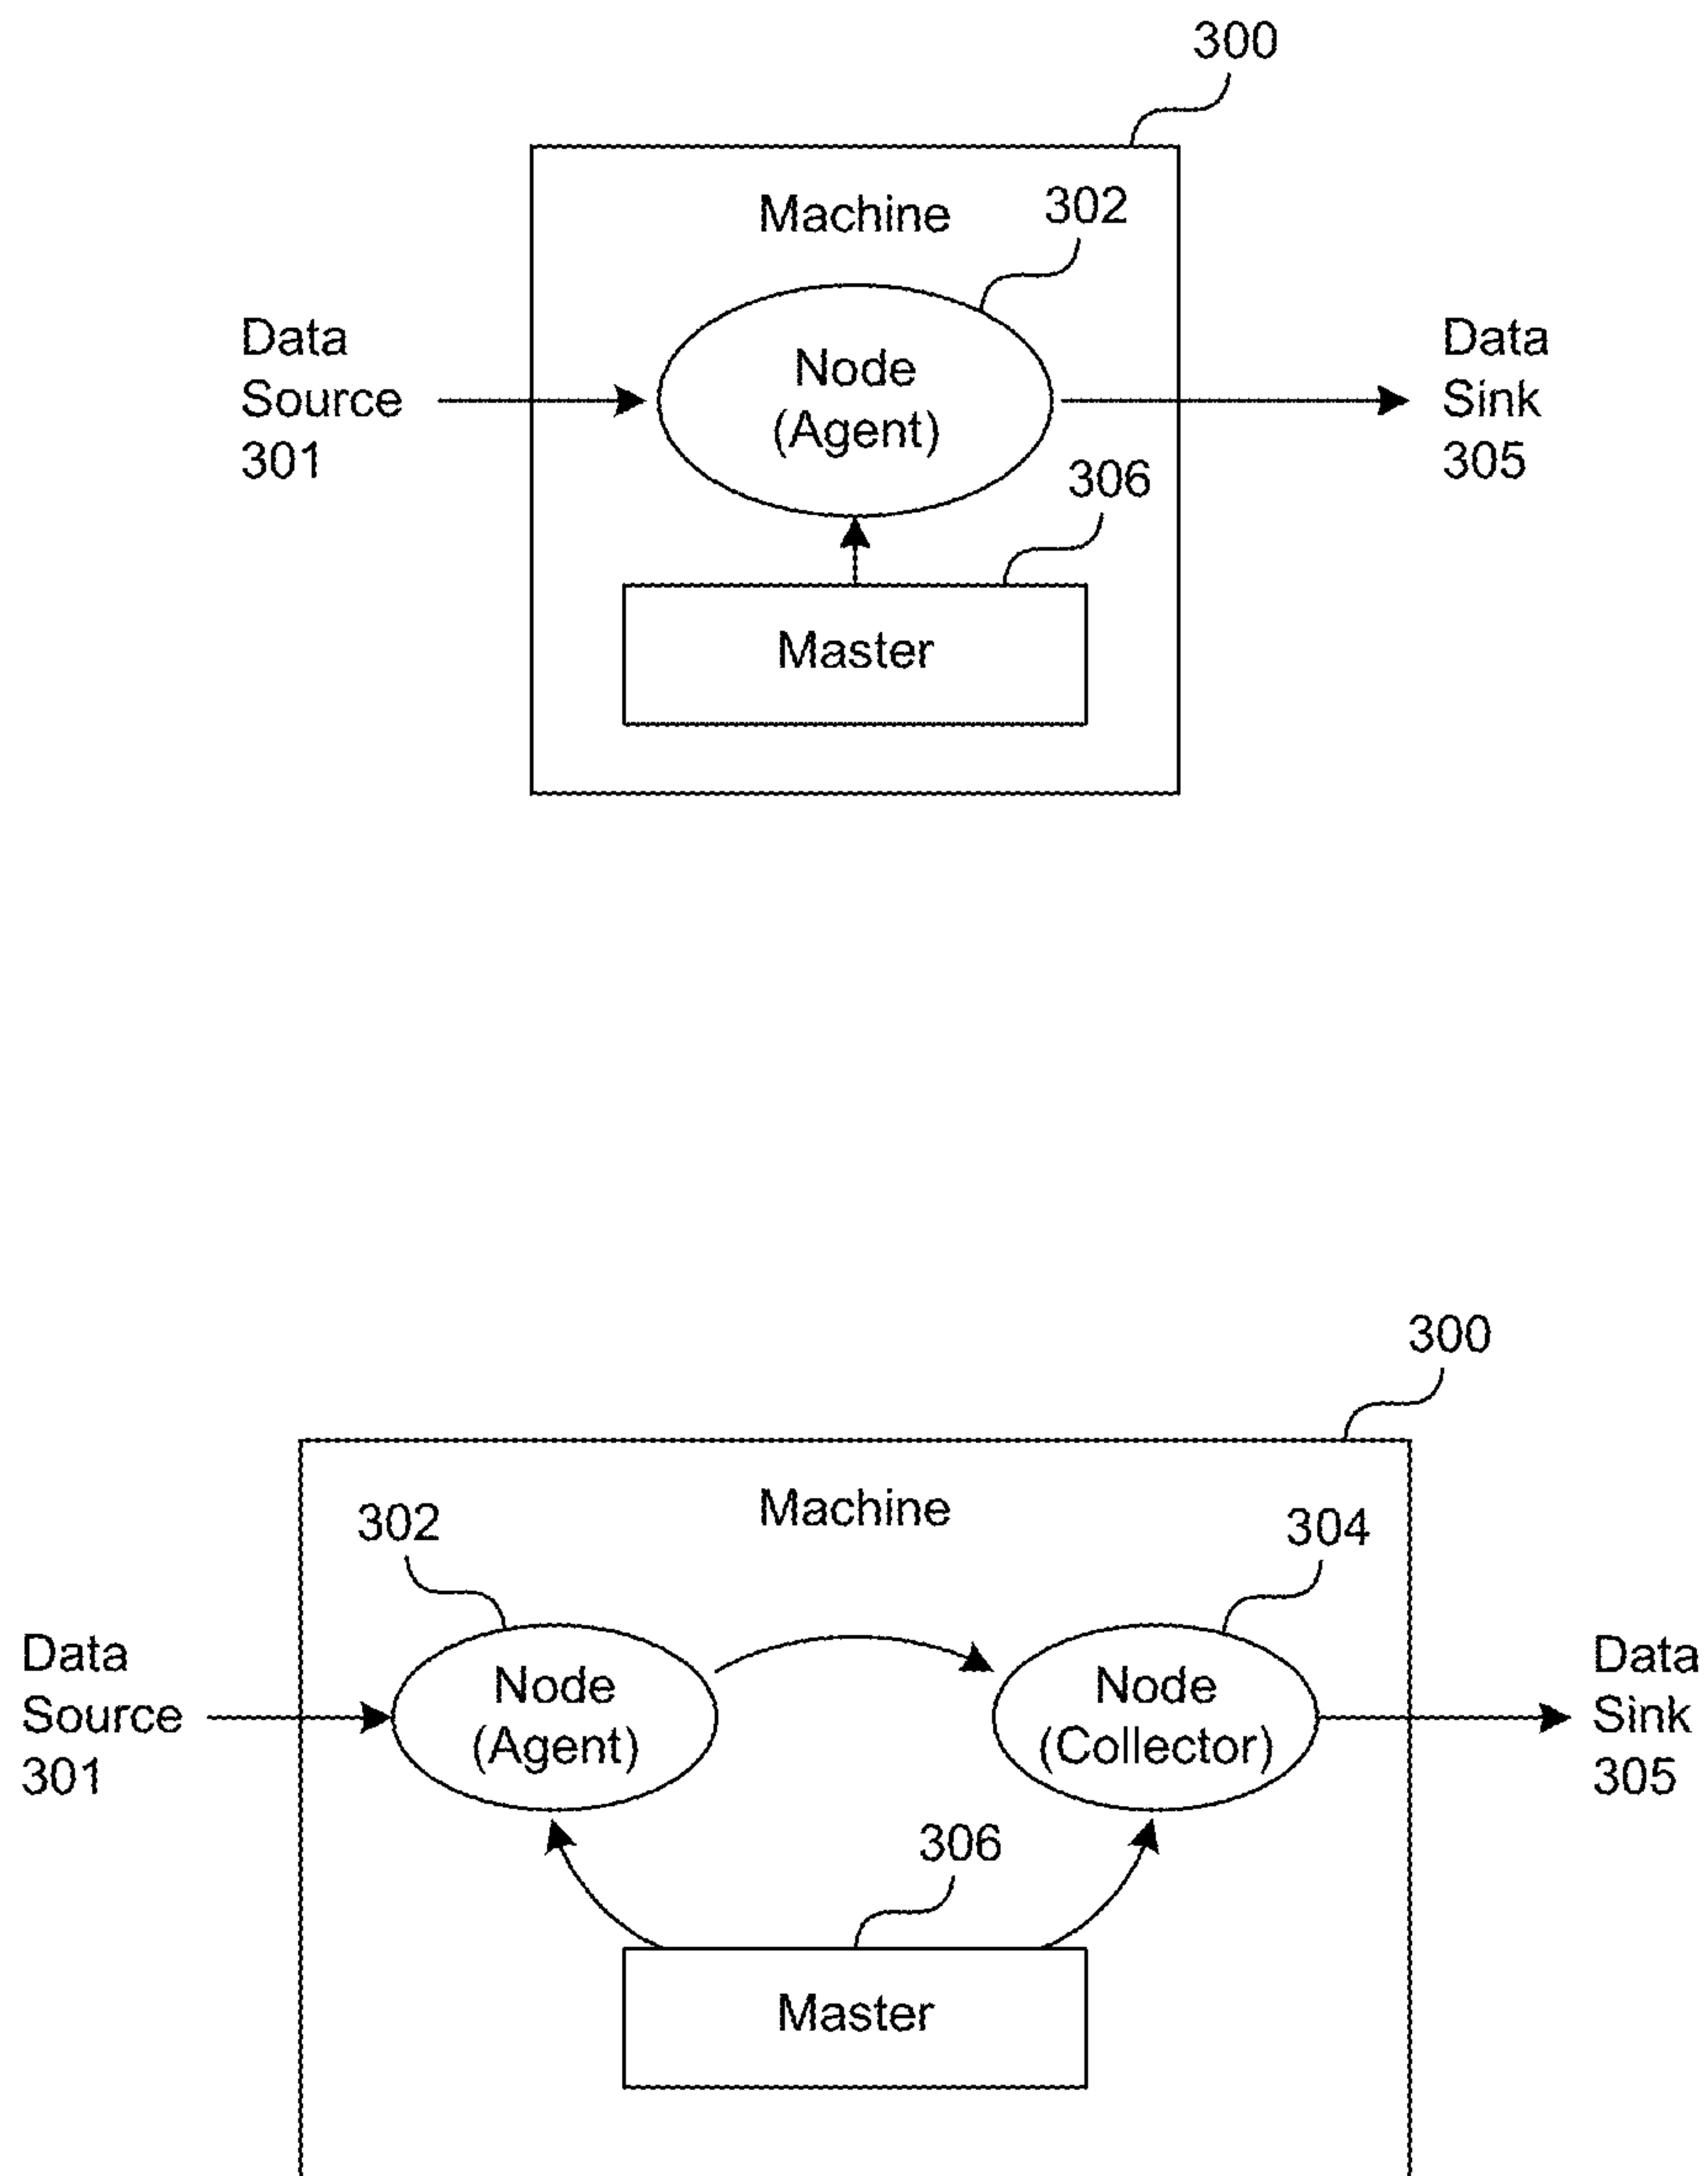 300
Machine
302
Data
Source
301
Node
(Agent)
Data
Sink
305
306
Master
300
Machine
302
304
Data
Source
301
Node
(Agent)
Node
(Collector)
Data
Sink
305
306
Master